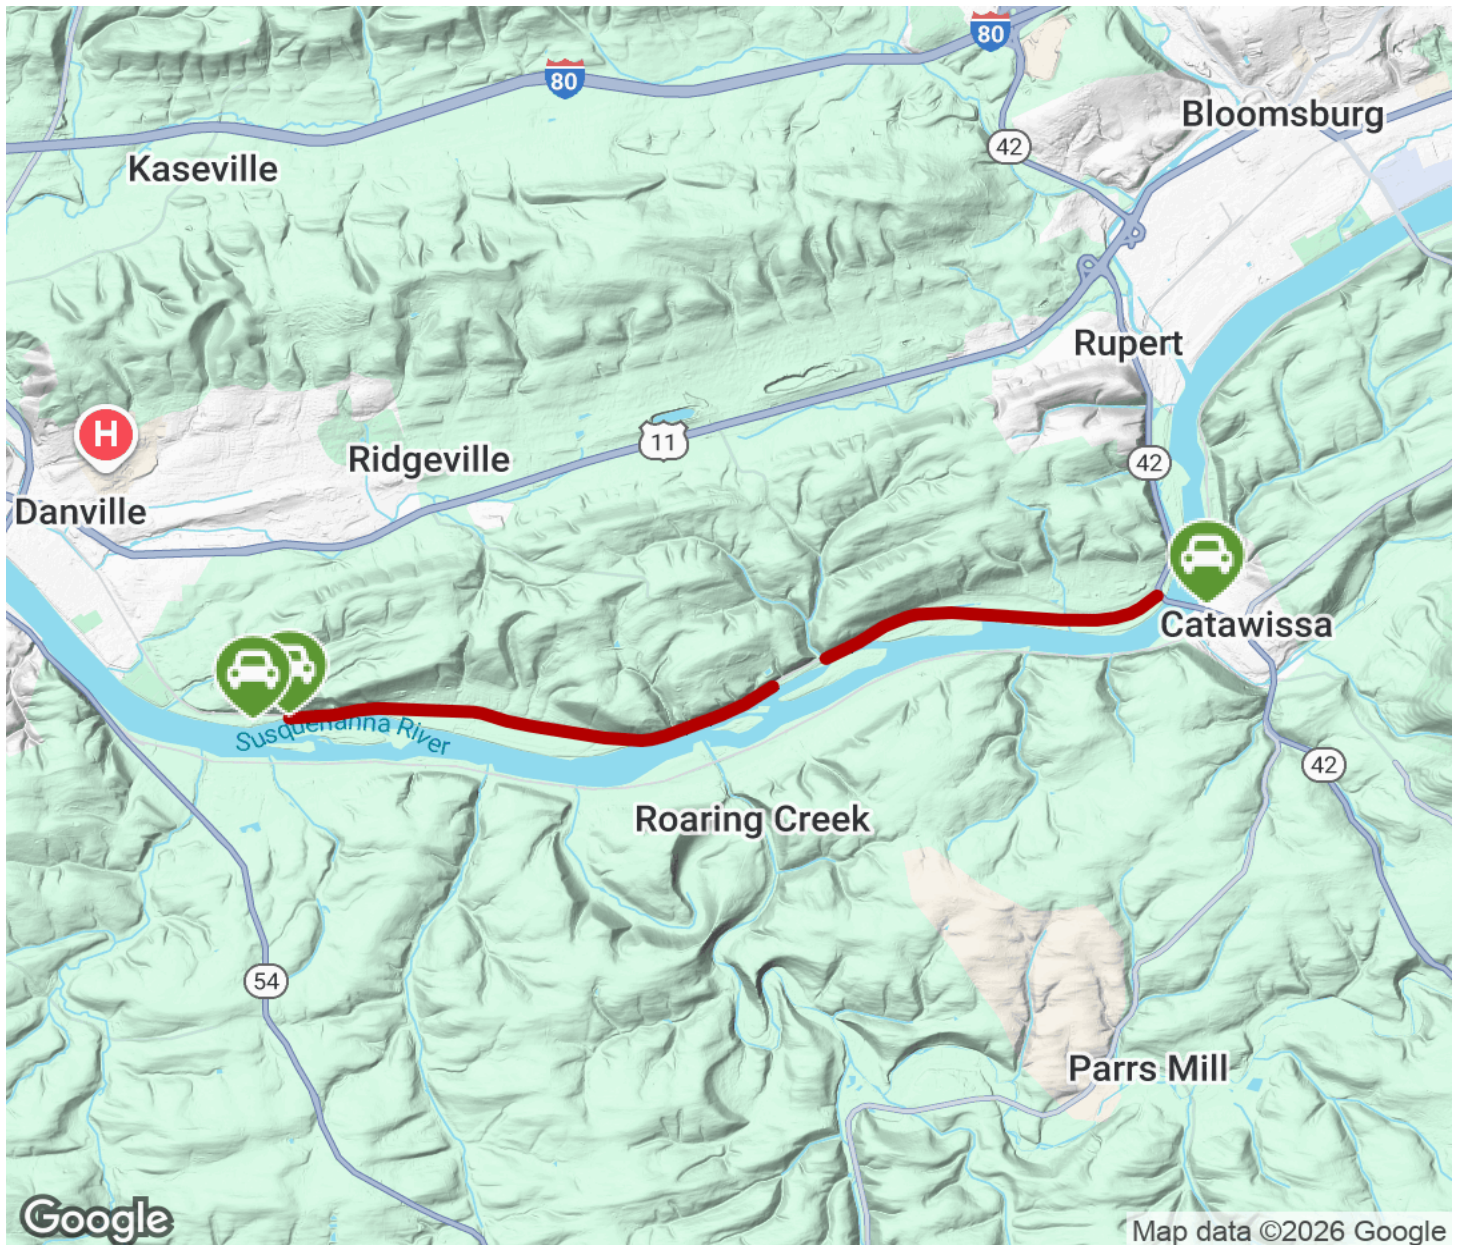 80
80
Bloomsburg
42
Kaseville
Rupert
11
Ridgeville
42
H
Danville
Catawissa
Susquehanna River
42
Roaring Creek
54
Parrs Mill
Google
Map data ©2026 Google